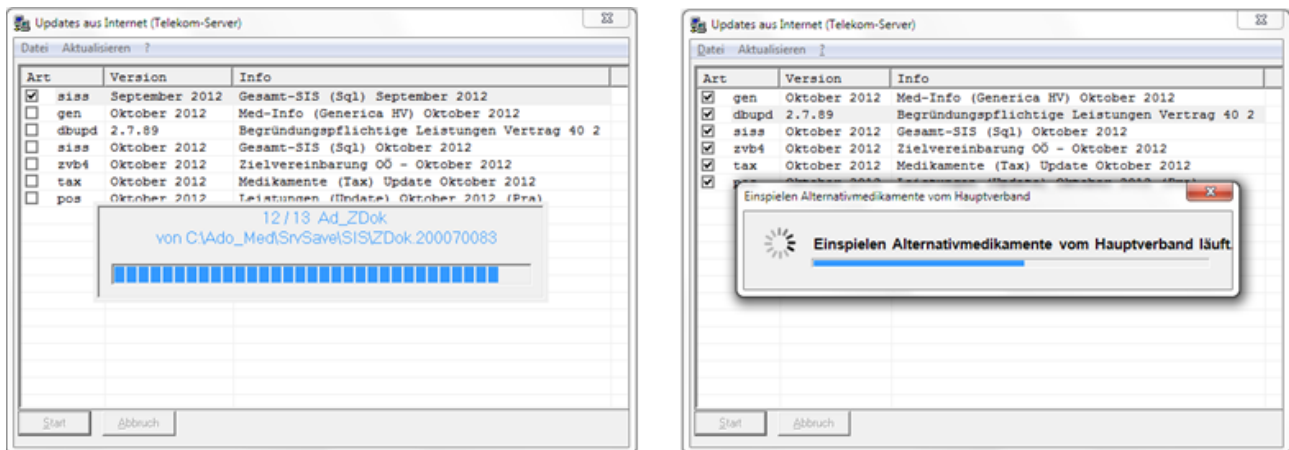 Updates aus Internet (Telekom-Server)
Datei Aktualisieren ?
Art Version Info
siss September 2012 Gesamt-SIS (Sql) September 2012
gen Oktober 2012 Med-Info (Generica HV) Oktober 2012
dbupd 2.7.89 Begründungspflichtige Leistungen Vertrag 40 2
siss Oktober 2012 Gesamt-SIS (Sql) Oktober 2012
zvb4 Oktober 2012 Zielvereinbarung OÖ - Oktober 2012
tax Oktober 2012 Medikamente (Tax) Update Oktober 2012
pos Oktober 2012 Leistungen (Update) Oktober 2012 (Pra)
12 / 13 Ad_ZDok
von C:\Ado_Med\SrvSave\SIS\ZDok.200070083
Start Abbruch
Updates aus Internet (Telekom-Server)
Datei Aktualisieren ?
Art Version Info
gen Oktober 2012 Med-Info (Generica HV) Oktober 2012
dbupd 2.7.89 Begründungspflichtige Leistungen Vertrag 40 2
siss Oktober 2012 Gesamt-SIS (Sql) Oktober 2012
zvb4 Oktober 2012 Zielvereinbarung OÖ - Oktober 2012
tax Oktober 2012 Medikamente (Tax) Update Oktober 2012
Einspielen Alternativmedikamente vom Hauptverband
Einspielen Alternativmedikamente vom Hauptverband läuft.
Start Abbruch